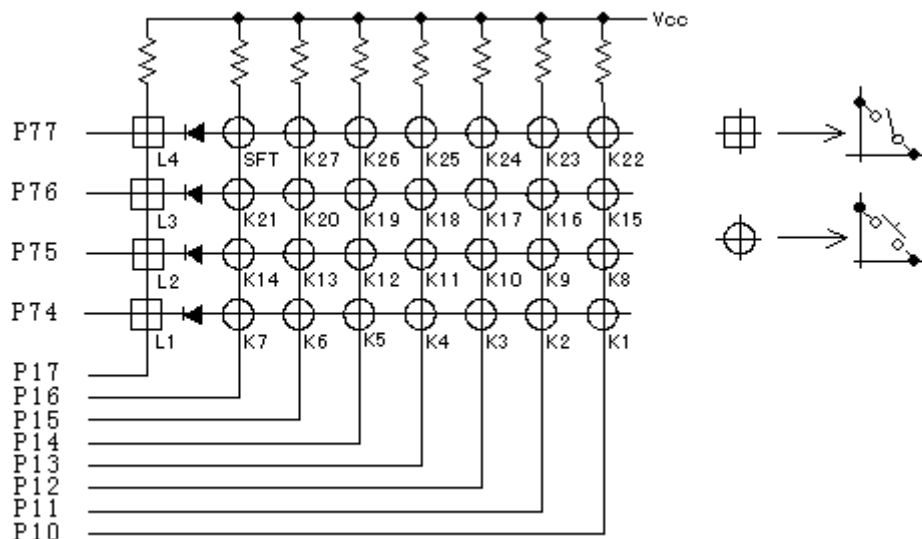 Vcc
P77
L4 SFT K27 K26 K25 K24 K23 K22
P76
L3 K21 K20 K19 K18 K17 K16 K15
P75
L2 K14 K13 K12 K11 K10 K9 K8
P74
L1 K7 K6 K5 K4 K3 K2 K1
P17
P16
P15
P14
P13
P12
P11
P10